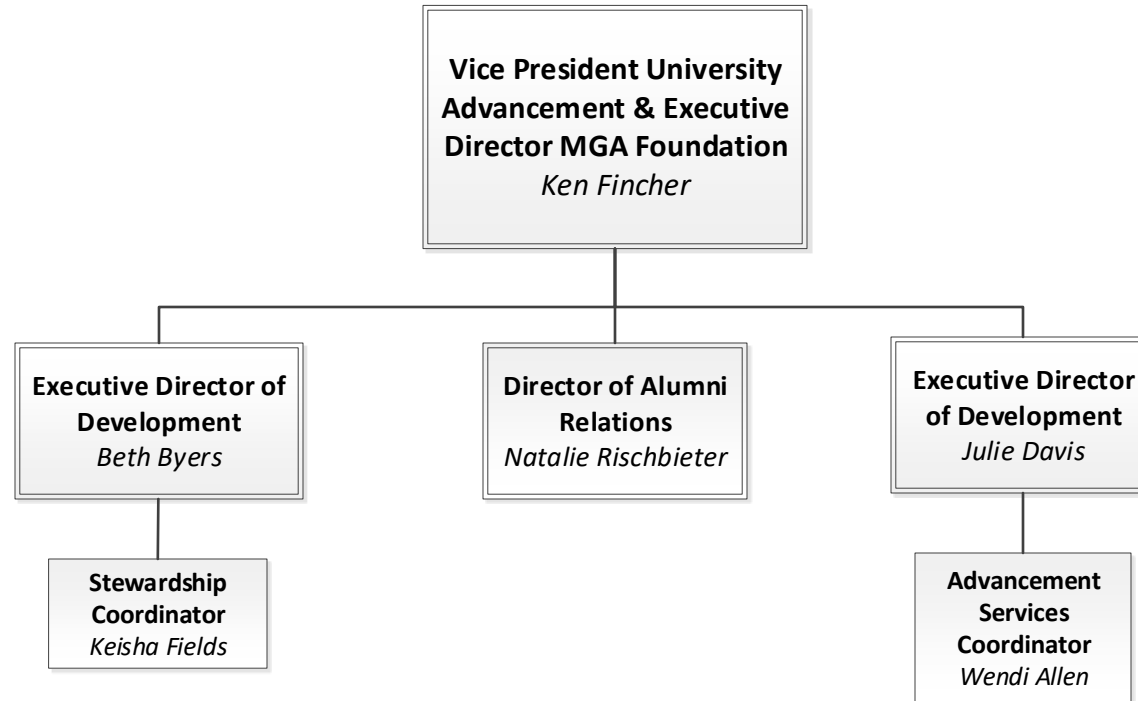 Vice President University
Advancement & Executive
Director MGA Foundation
Ken Fincher
Executive Director of
Development
Beth Byers
Director of Alumni
Relations
Natalie Rischbieter
Executive Director
of Development
Julie Davis
Stewardship
Coordinator
Keisha Fields
Advancement
Services
Coordinator
Wendi Allen